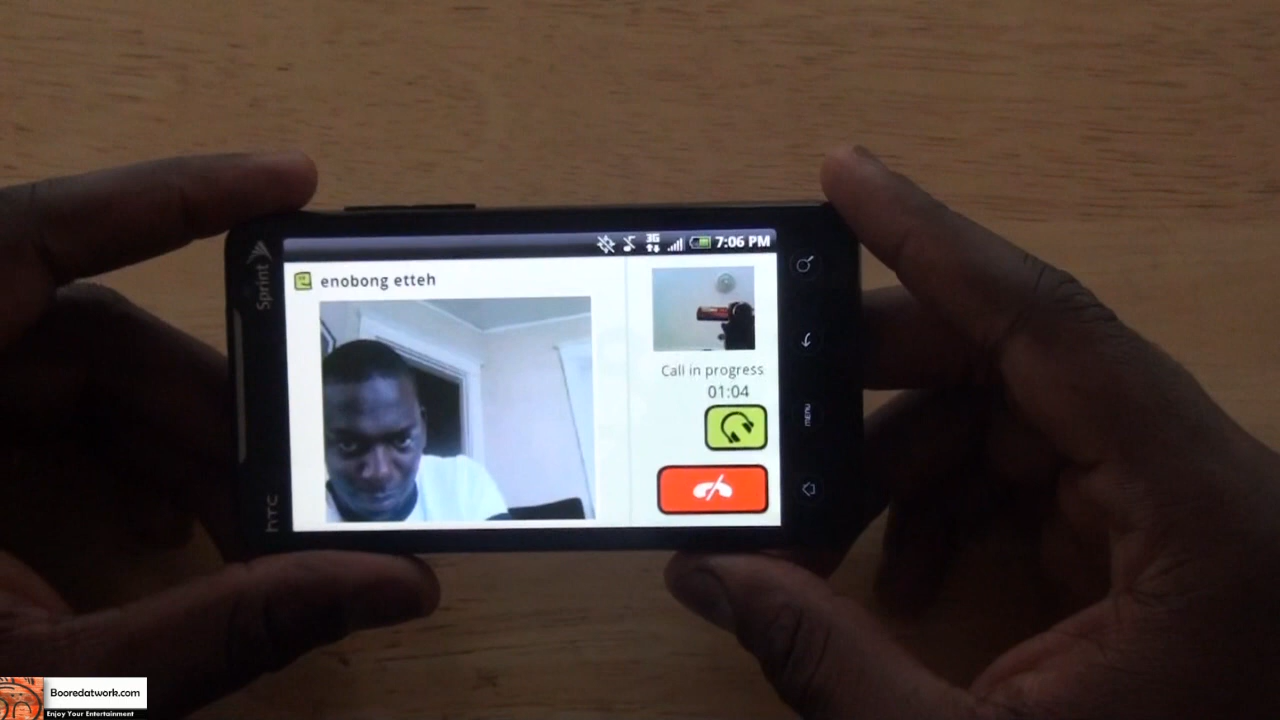 Sprint
hTC
3G
7:06 PM
enobong etteh
Call in progress
01:04
MENU
Booredatwork.com
Enjoy Your Entertainment